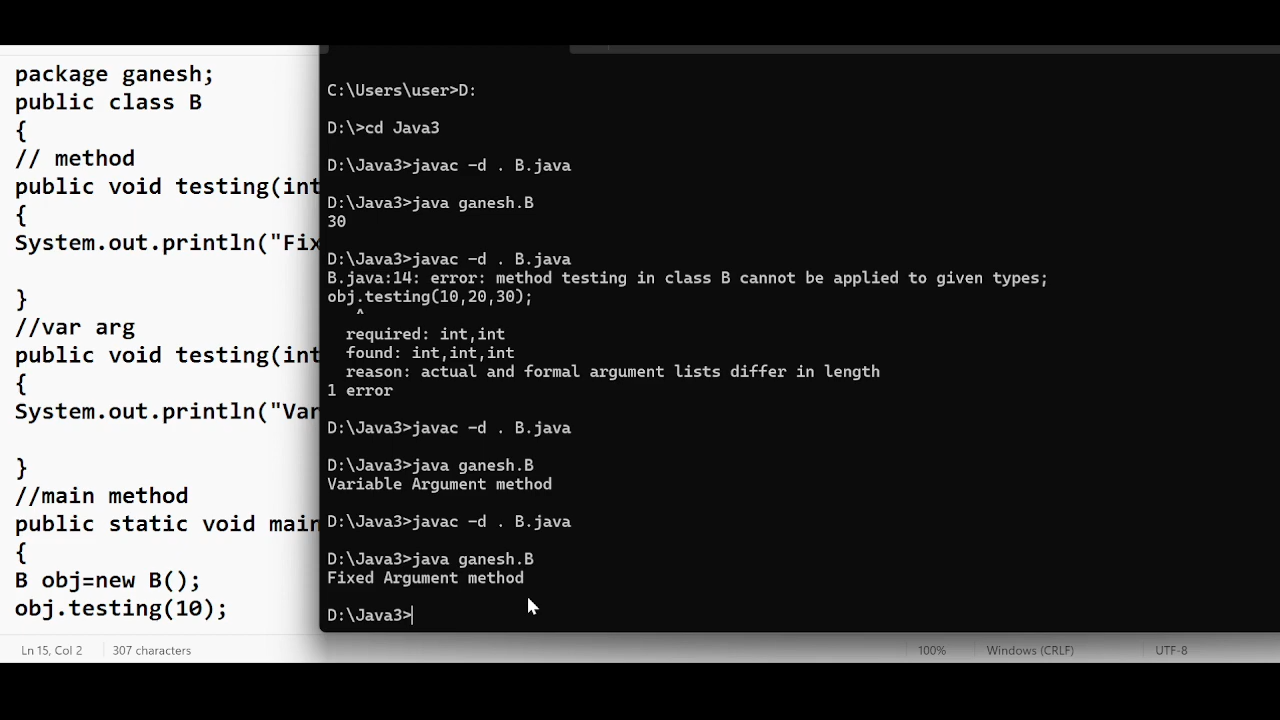 package ganesh;
public class B
{
// method
public void testing(int
{
System.out.println("Fix
}
//var arg
public void testing(int
{
System.out.println("Var
}
//main method
public static void main
{
B obj=new B();
obj.testing(10);
Ln 15, Col 2
307 characters
C:\Users\user>D:
D:\>cd Java3
D:\Java3>javac -d . B.java
D:\Java3>java ganesh.B
30
D:\Java3>javac -d . B.java
B.java:14: error: method testing in class B cannot be applied to given types;
obj.testing(10,20,30);
^
required: int,int
found: int,int,int
reason: actual and formal argument lists differ in length
1 error
D:\Java3>javac -d . B.java
D:\Java3>java ganesh.B
Variable Argument method
D:\Java3>javac -d . B.java
D:\Java3>java ganesh.B
Fixed Argument method
D:\Java3>
100%
Windows (CRLF)
UTF-8